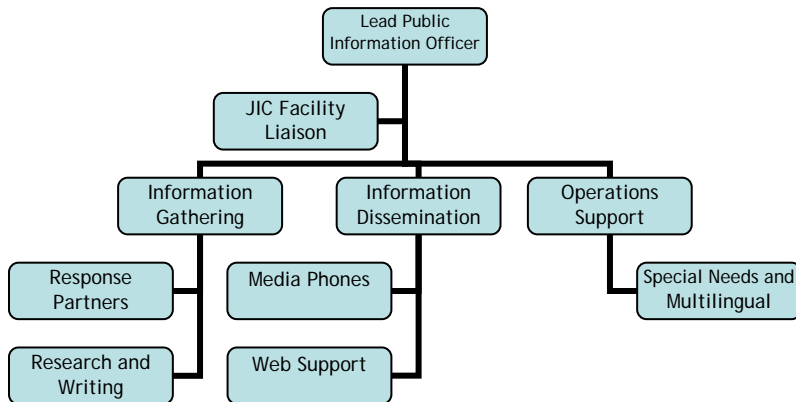 Lead Public
Information Officer
JIC Facility
Liaison
Information
Gathering
Information
Dissemination
Operations
Support
Response
Partners
Media Phones
Special Needs and
Multilingual
Research and
Writing
Web Support